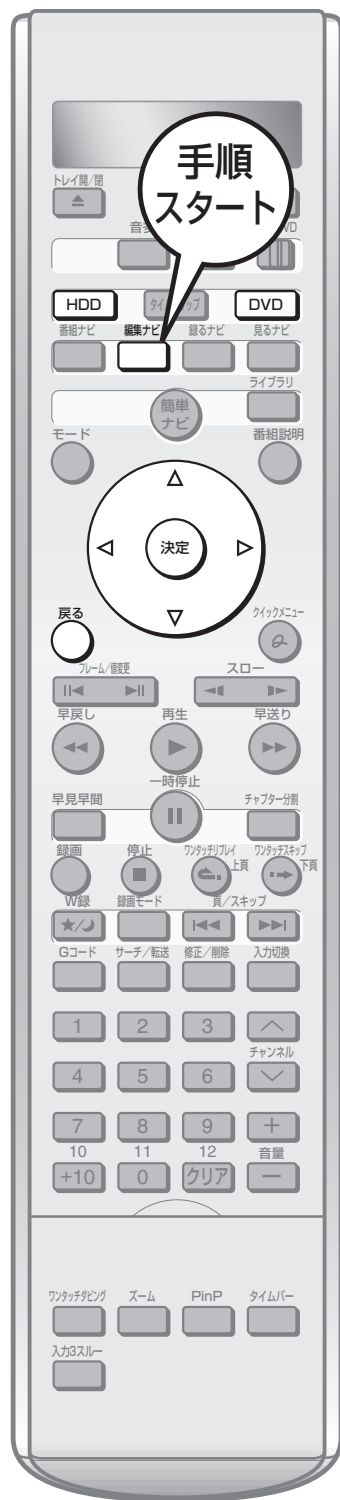 手順
スタート
トレイ開/閉
HDD
DVD
番組ナビ 編集ナビ 録るナビ 見るナビ
ライブラリ
簡単
ナビ
モード
番組説明
決定
戻る
クイックメニュー
フレーム/値変更
スロー
早戻し
再生
早送り
一時停止
早見早聞
チャプター分割
録画
停止
ワンタッチリプレイ
ワンタッチスキップ
上頁
下頁
W録
録画モード
頁/スキップ
Gコード
サーチ/転送
修正/削除
入力切換
1 2 3
チャンネル
4 5 6
7 8 9 +
10 11 12 音量
+10 0 クリア −
ワンタッチダビング ズーム PinP タイムバー
入力3スルー